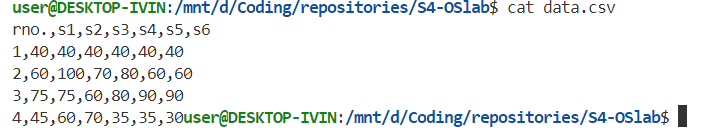 user@DESKTOP-IVIN:/mnt/d/Coding/repositories/S4-OSlab$ cat data.csv
rno.,s1,s2,s3,s4,s5,s6
1,40,40,40,40,40,40
2,60,100,70,80,60,60
3,75,75,60,80,90,90
4,45,60,70,35,35,30user@DESKTOP-IVIN:/mnt/d/Coding/repositories/S4-OSlab$